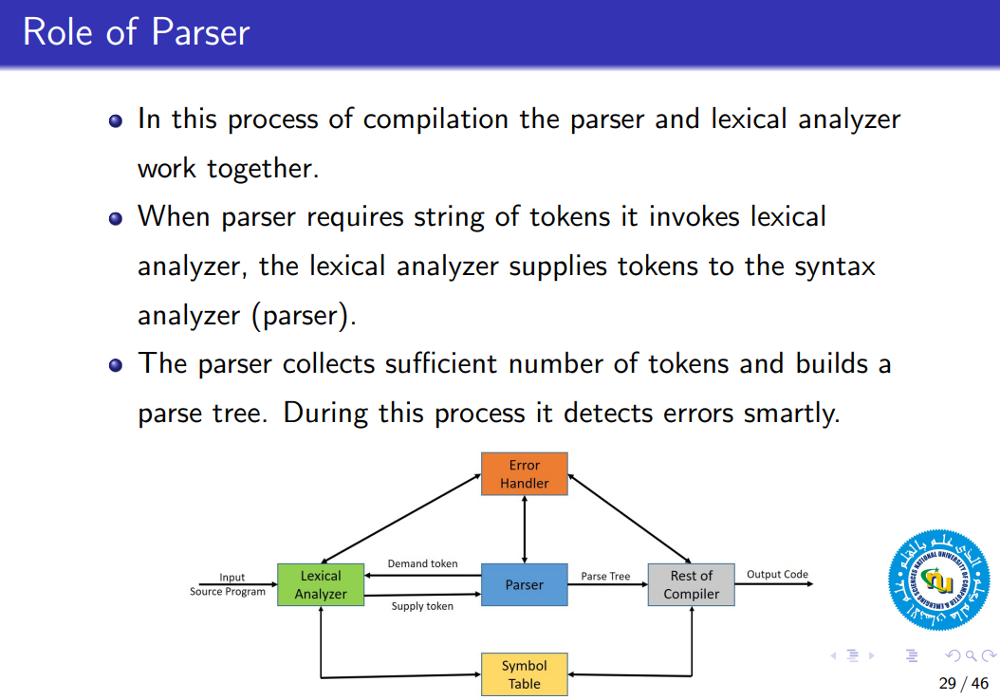 Role of Parser
In this process of compilation the parser and lexical analyzer
work together.
When parser requires string of tokens it invokes lexical
analyzer, the lexical analyzer supplies tokens to the syntax
analyzer (parser).
The parser collects sufficient number of tokens and builds a
parse tree. During this process it detects errors smartly.
Error
Handler
Input
Source Program
Lexical
Analyzer
Demand token
Supply token
Parser
Parse Tree
Rest of
Compiler
Output Code
Symbol
Table
NATIONAL UNIVERSITY OF COMPUTER & EMERGING SCIENCES
nu
29 / 46